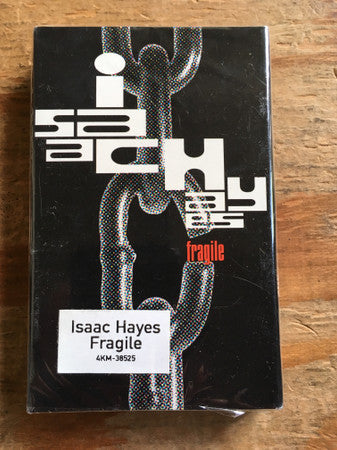 isaac Hayes
fragile
Isaac Hayes
Fragile
4KM-38525